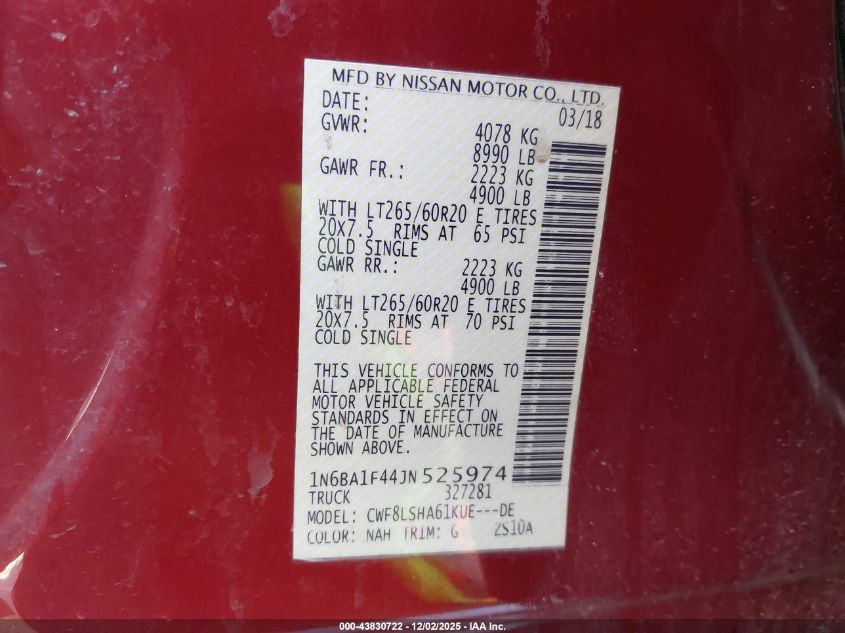 MFD BY NISSAN MOTOR CO., LTD.
DATE: 03/18
GVWR: 4078 KG
8990 LB
GAWR FR.: 2223 KG
4900 LB
WITH LT265/60R20 E TIRES
20X7.5 RIMS AT 65 PSI
COLD SINGLE
GAWR RR.: 2223 KG
4900 LB
WITH LT265/60R20 E TIRES
20X7.5 RIMS AT 70 PSI
COLD SINGLE
THIS VEHICLE CONFORMS TO
ALL APPLICABLE FEDERAL
MOTOR VEHICLE SAFETY
STANDARDS IN EFFECT ON
THE DATE OF MANUFACTURE
SHOWN ABOVE.
1N6BA1F44JN525974
TRUCK 327281
MODEL: CWF8LSHA61KUE---DE
COLOR: NAH TRIM: G 2S10A
000-43830722 - 12/02/2025 - IAA Inc.